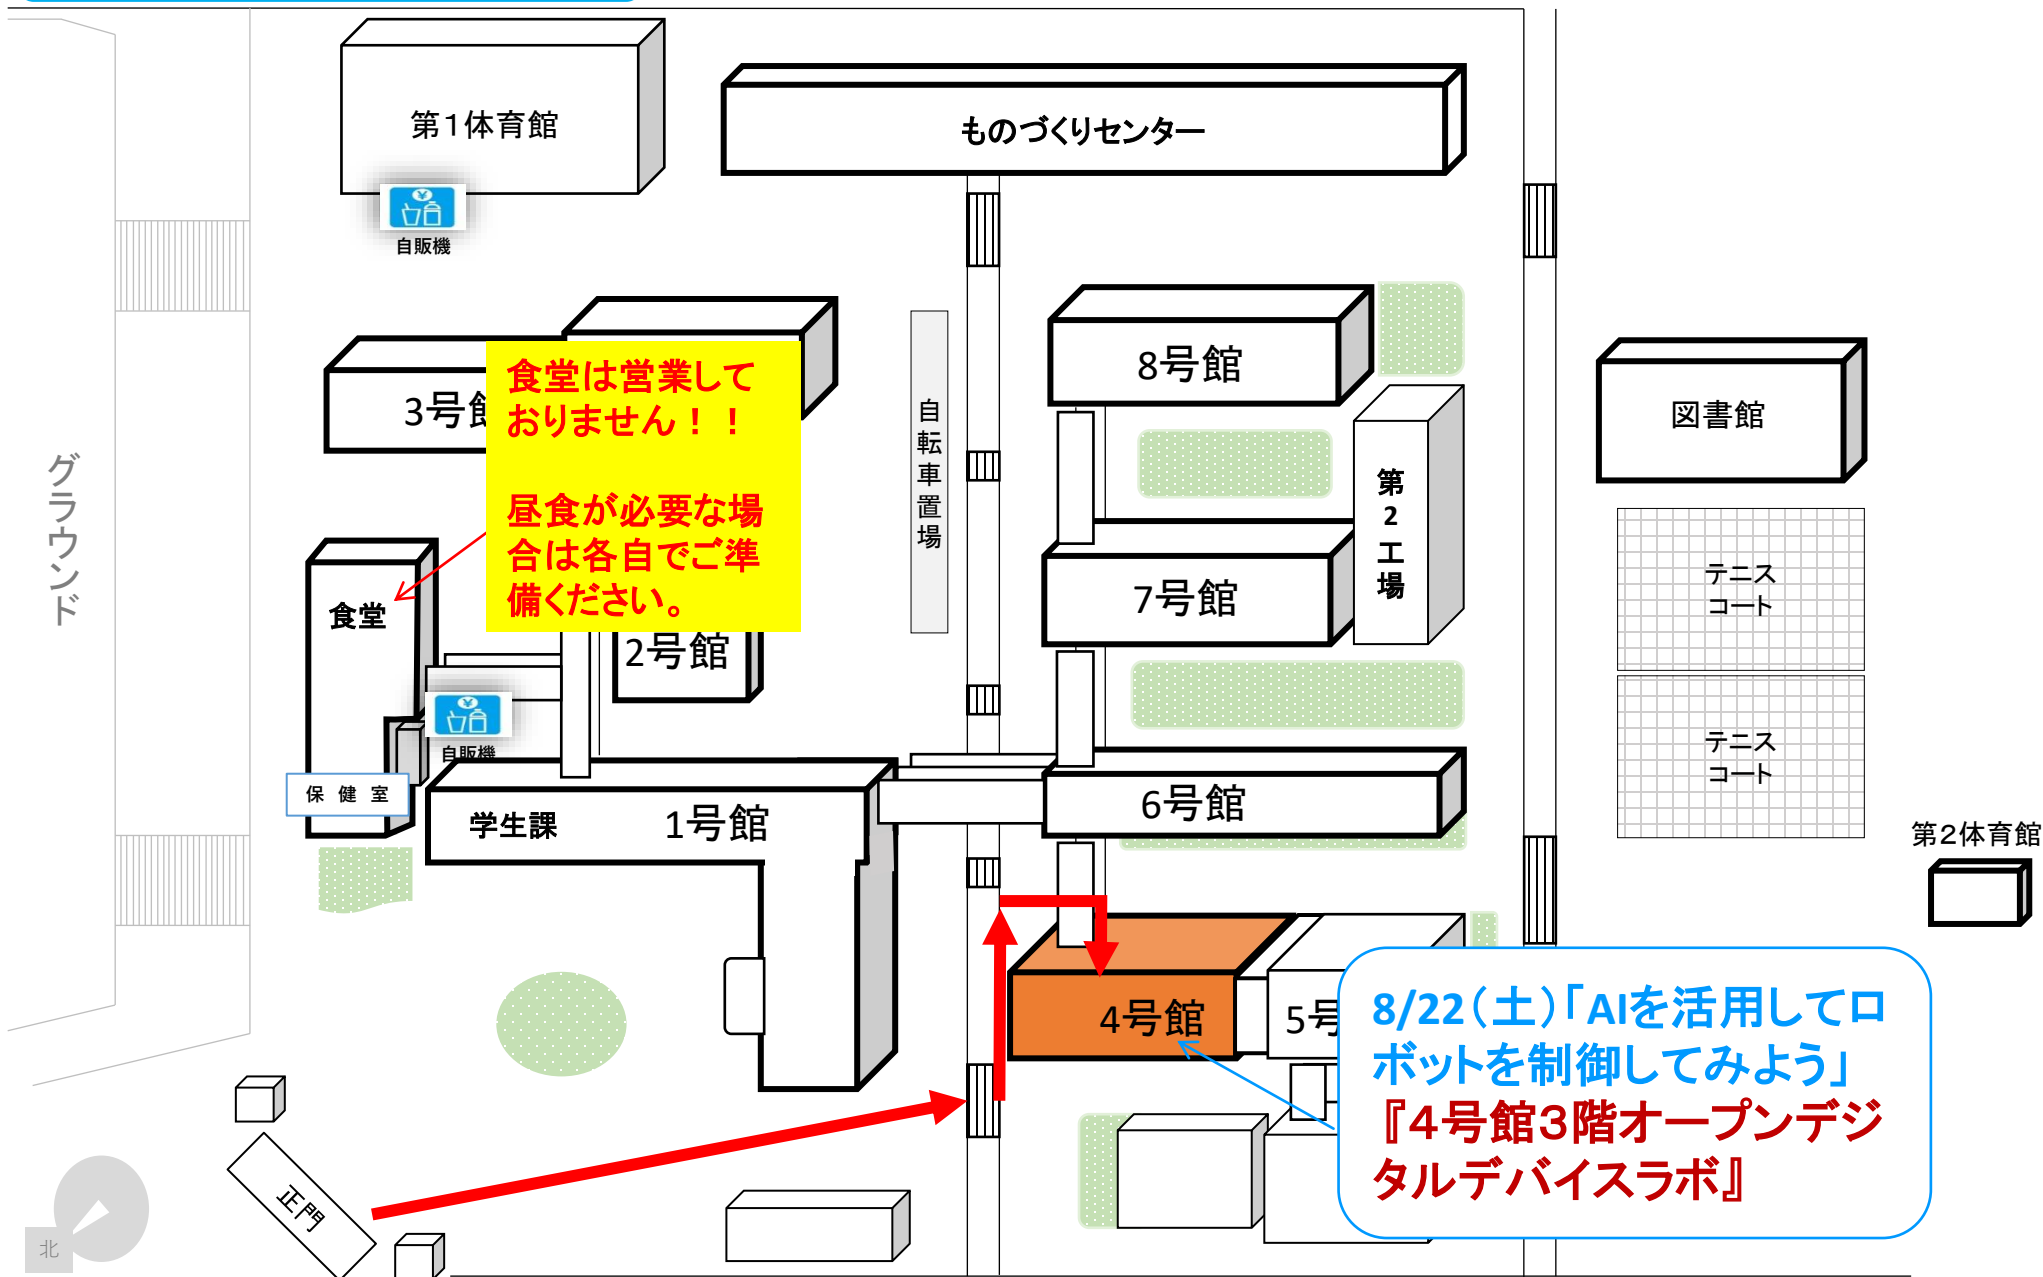 第1体育館
自販機
ものづくりセンター
3号館
食堂は営業して
おりません！！
昼食が必要な場
合は各自でご準
備ください。
自転車置場
8号館
第2工場
図書館
グラウンド
食堂
2号館
7号館
テニス
コート
テニス
コート
自販機
保健室
学生課
1号館
6号館
第2体育館
4号館
5号
8/22（土）「AIを活用してロ
ボットを制御してみよう」
『4号館3階オープンデジ
タルデバイスラボ』
正門
北